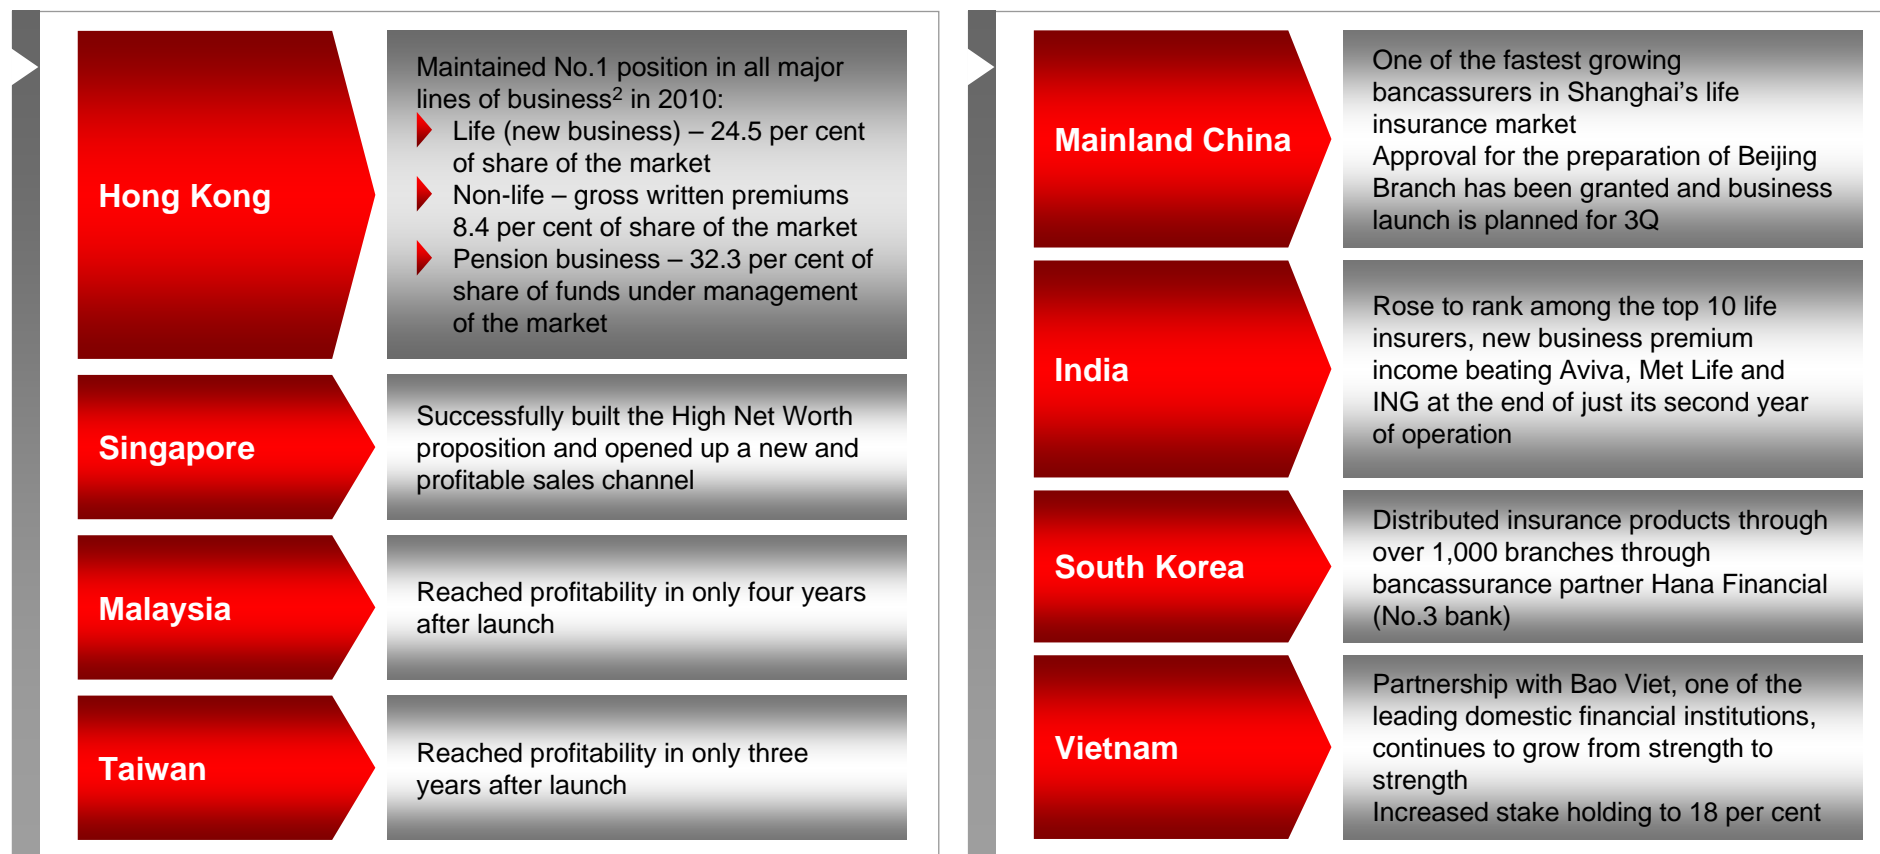 Hong Kong
Maintained No.1 position in all major
lines of business2 in 2010:
Life (new business) – 24.5 per cent
of share of the market
Non-life – gross written premiums
8.4 per cent of share of the market
Pension business – 32.3 per cent of
share of funds under management
of the market
Singapore
Successfully built the High Net Worth
proposition and opened up a new and
profitable sales channel
Malaysia
Reached profitability in only four years
after launch
Taiwan
Reached profitability in only three
years after launch
Mainland China
One of the fastest growing
bancassurers in Shanghai’s life
insurance market
Approval for the preparation of Beijing
Branch has been granted and business
launch is planned for 3Q
India
Rose to rank among the top 10 life
insurers, new business premium
income beating Aviva, Met Life and
ING at the end of just its second year
of operation
South Korea
Distributed insurance products through
over 1,000 branches through
bancassurance partner Hana Financial
(No.3 bank)
Vietnam
Partnership with Bao Viet, one of the
leading domestic financial institutions,
continues to grow from strength to
strength
Increased stake holding to 18 per cent